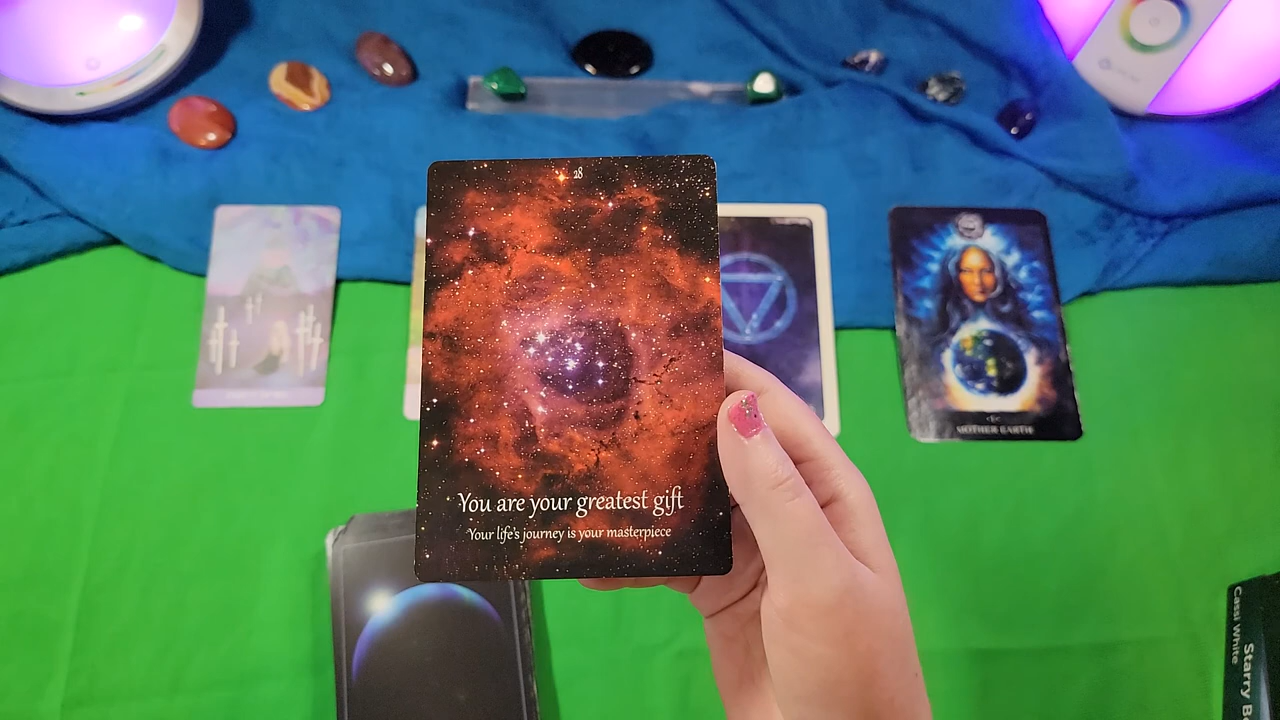 28
You are your greatest gift
Your life's journey is your masterpiece
MOTHER EARTH
Cassi White
Starry